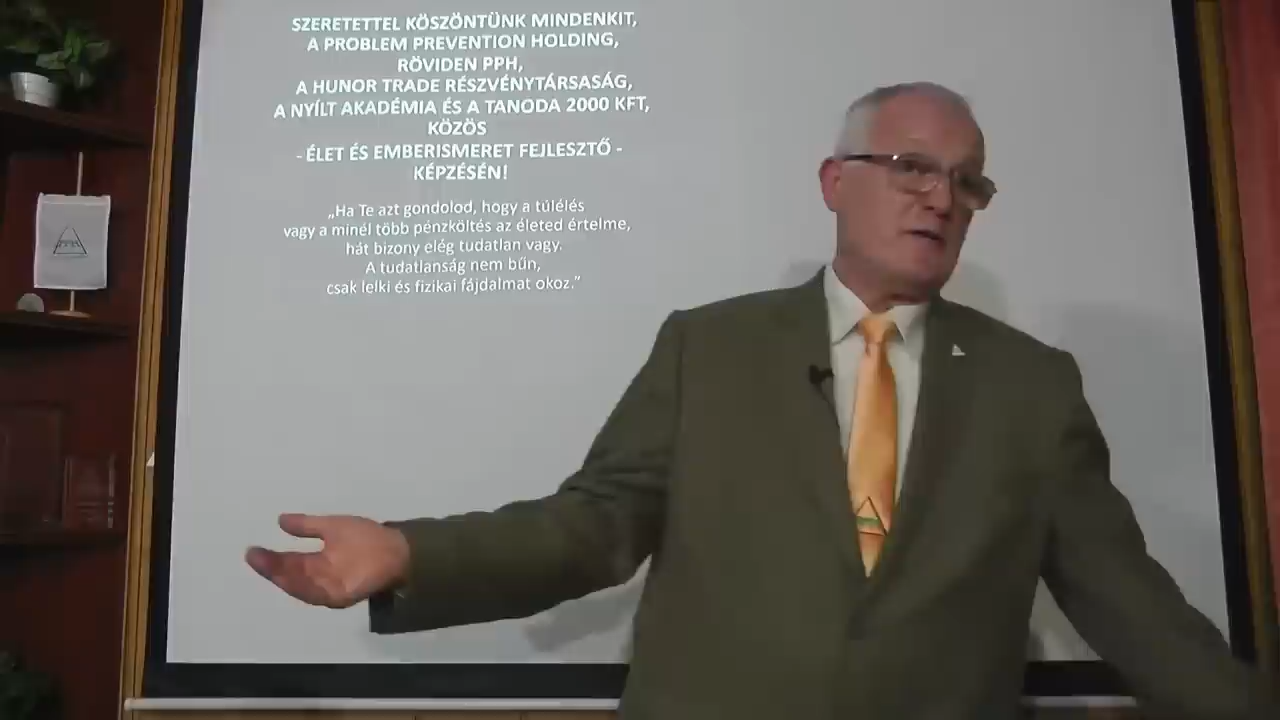 SZERETETTEL KÖSZÖNTÜNK MINDENKIT,
A PROBLEM PREVENTION HOLDING,
RÖVIDEN PPH,
A HUNOR TRADE RÉSZVÉNYTÁRSASÁG,
A NYÍLT AKADÉMIA ÉS A TANODA 2000 KFT,
KÖZÖS
- ÉLET ÉS EMBERISMERET FEJLESZTŐ -
KÉPZÉSÉN!
„Ha Te azt gondolod, hogy a túlélés
vagy a minél több pénzköltés az életed értelme,
hát bizony elég tudatlan vagy.
A tudatlanság nem bűn,
csak lelki és fizikai fájdalmat okoz.”